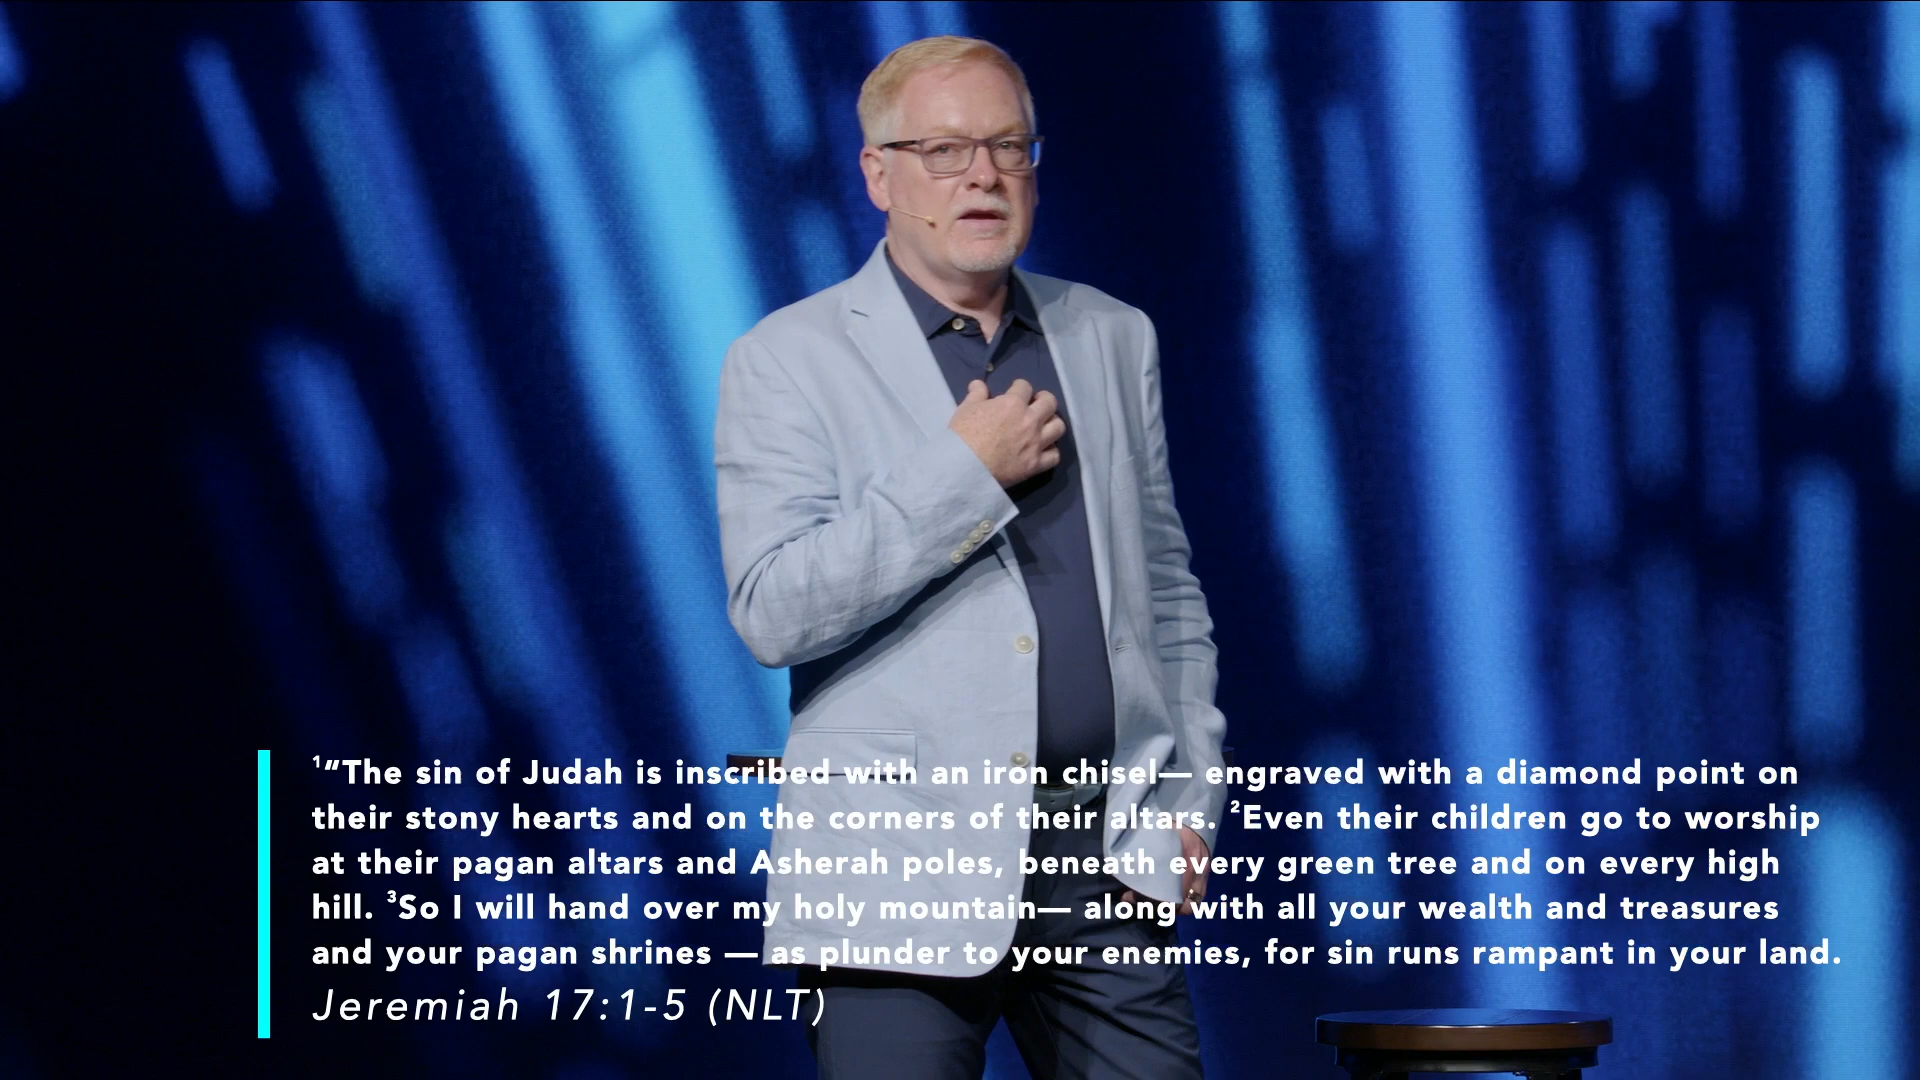 ¹“The sin of Judah is inscribed with an iron chisel— engraved with a diamond point on
their stony hearts and on the corners of their altars. ²Even their children go to worship
at their pagan altars and Asherah poles, beneath every green tree and on every high
hill. ³So I will hand over my holy mountain— along with all your wealth and treasures
and your pagan shrines — as plunder to your enemies, for sin runs rampant in your land.
Jeremiah 17:1-5 (NLT)